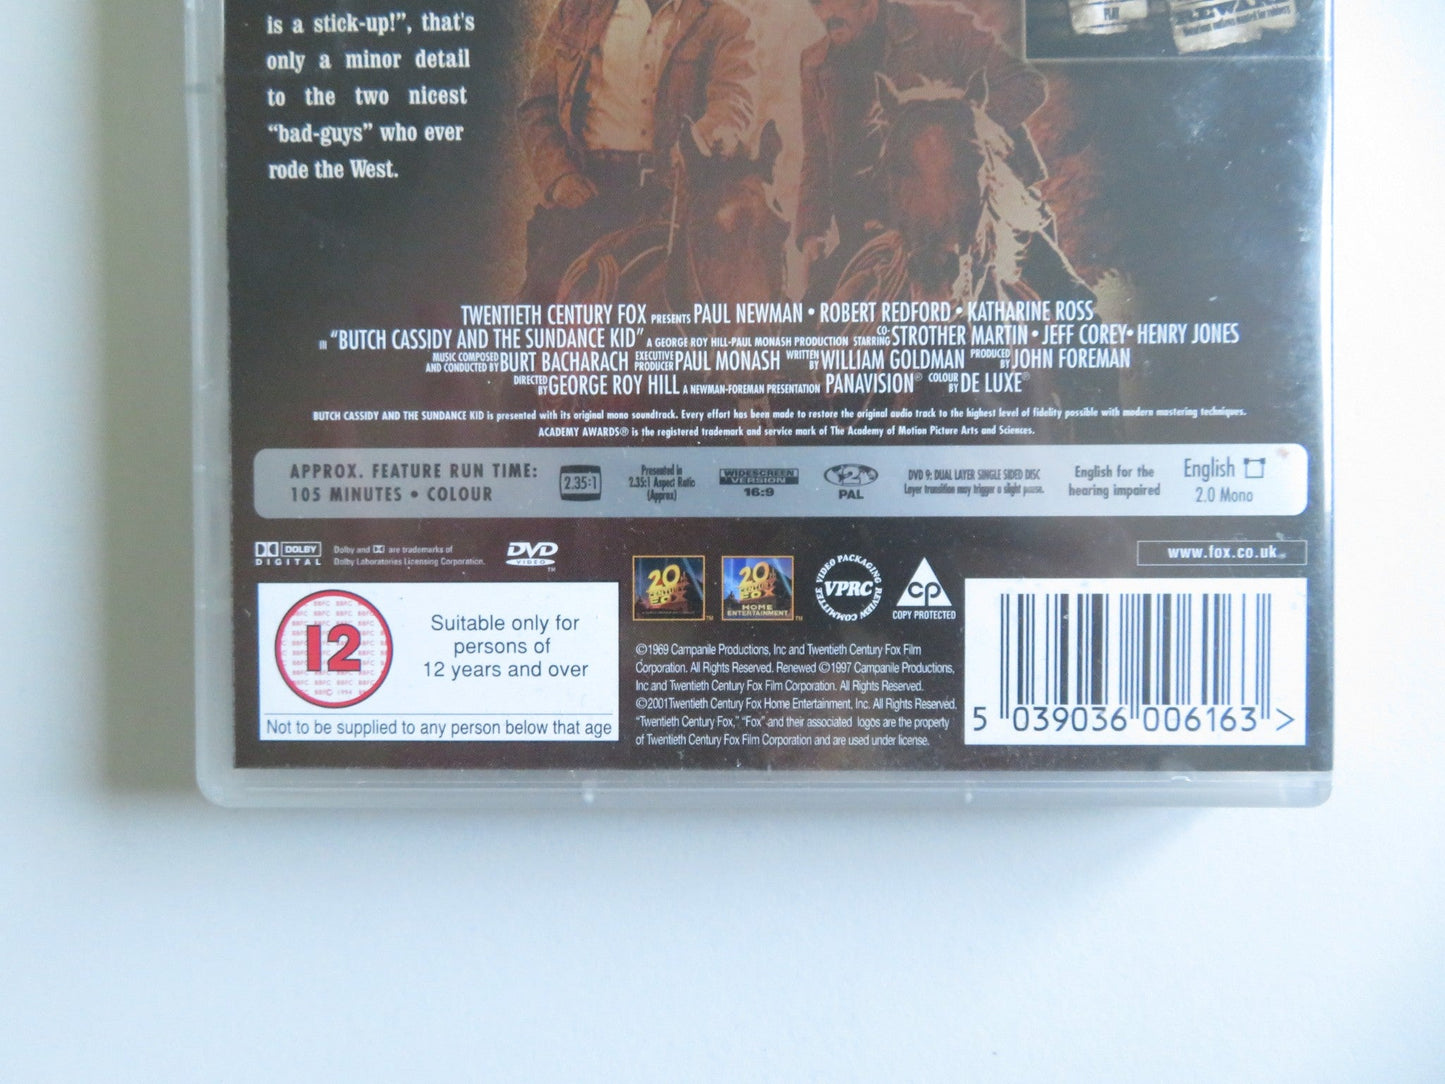 is a stick-up!”, that's
only a minor detail
to the two nicest
“bad-guys” who ever
rode the West.
PLAY
TWENTIETH CENTURY FOX PRESENTS PAUL NEWMAN • ROBERT REDFORD • KATHARINE ROSS
IN “BUTCH CASSIDY AND THE SUNDANCE KID” A GEORGE ROY HILL-PAUL MONASH PRODUCTION CO-STARRING STROTHER MARTIN • JEFF COREY • HENRY JONES
MUSIC COMPOSED AND CONDUCTED BY BURT BACHARACH EXECUTIVE PRODUCER PAUL MONASH WRITTEN BY WILLIAM GOLDMAN PRODUCED BY JOHN FOREMAN
DIRECTED BY GEORGE ROY HILL A NEWMAN-FOREMAN PRESENTATION PANAVISION® COLOUR BY DE LUXE®
BUTCH CASSIDY AND THE SUNDANCE KID is presented with its original mono soundtrack. Every effort has been made to restore the original audio track to the highest level of fidelity possible with modern mastering techniques.
ACADEMY AWARDS® is the registered trademark and service mark of The Academy of Motion Picture Arts and Sciences.
APPROX. FEATURE RUN TIME:
105 MINUTES • COLOUR
2.35:1
Presented in
2.35:1 Aspect Ratio
(Approx)
WIDESCREEN
VERSION
16:9
2
PAL
DVD 9: DUAL LAYER SINGLE SIDED DISC
Layer transition may trigger a slight pause.
English for the
hearing impaired
English
2.0 Mono
DOLBY
DIGITAL
Dolby and DD are trademarks of
Dolby Laboratories Licensing Corporation.
DVD
VIDEO
TM
www.fox.co.uk
12
BBFC
BBFC © 1994
Suitable only for
persons of
12 years and over
Not to be supplied to any person below that age
20th
CENTURY
FOX
TM
20th
CENTURY
FOX
HOME
ENTERTAINMENT
TM
VIDEO PACKAGING REVIEW COMMITTEE
VPRC
CP
COPY PROTECTED
©1969 Campanile Productions, Inc and Twentieth Century Fox Film
Corporation. All Rights Reserved. Renewed ©1997 Campanile Productions,
Inc and Twentieth Century Fox Film Corporation. All Rights Reserved.
©2001Twentieth Century Fox Home Entertainment, Inc. All Rights Reserved.
“Twentieth Century Fox,” “Fox” and their associated logos are the property
of Twentieth Century Fox Film Corporation and are used under license.
5 039036 006163 >